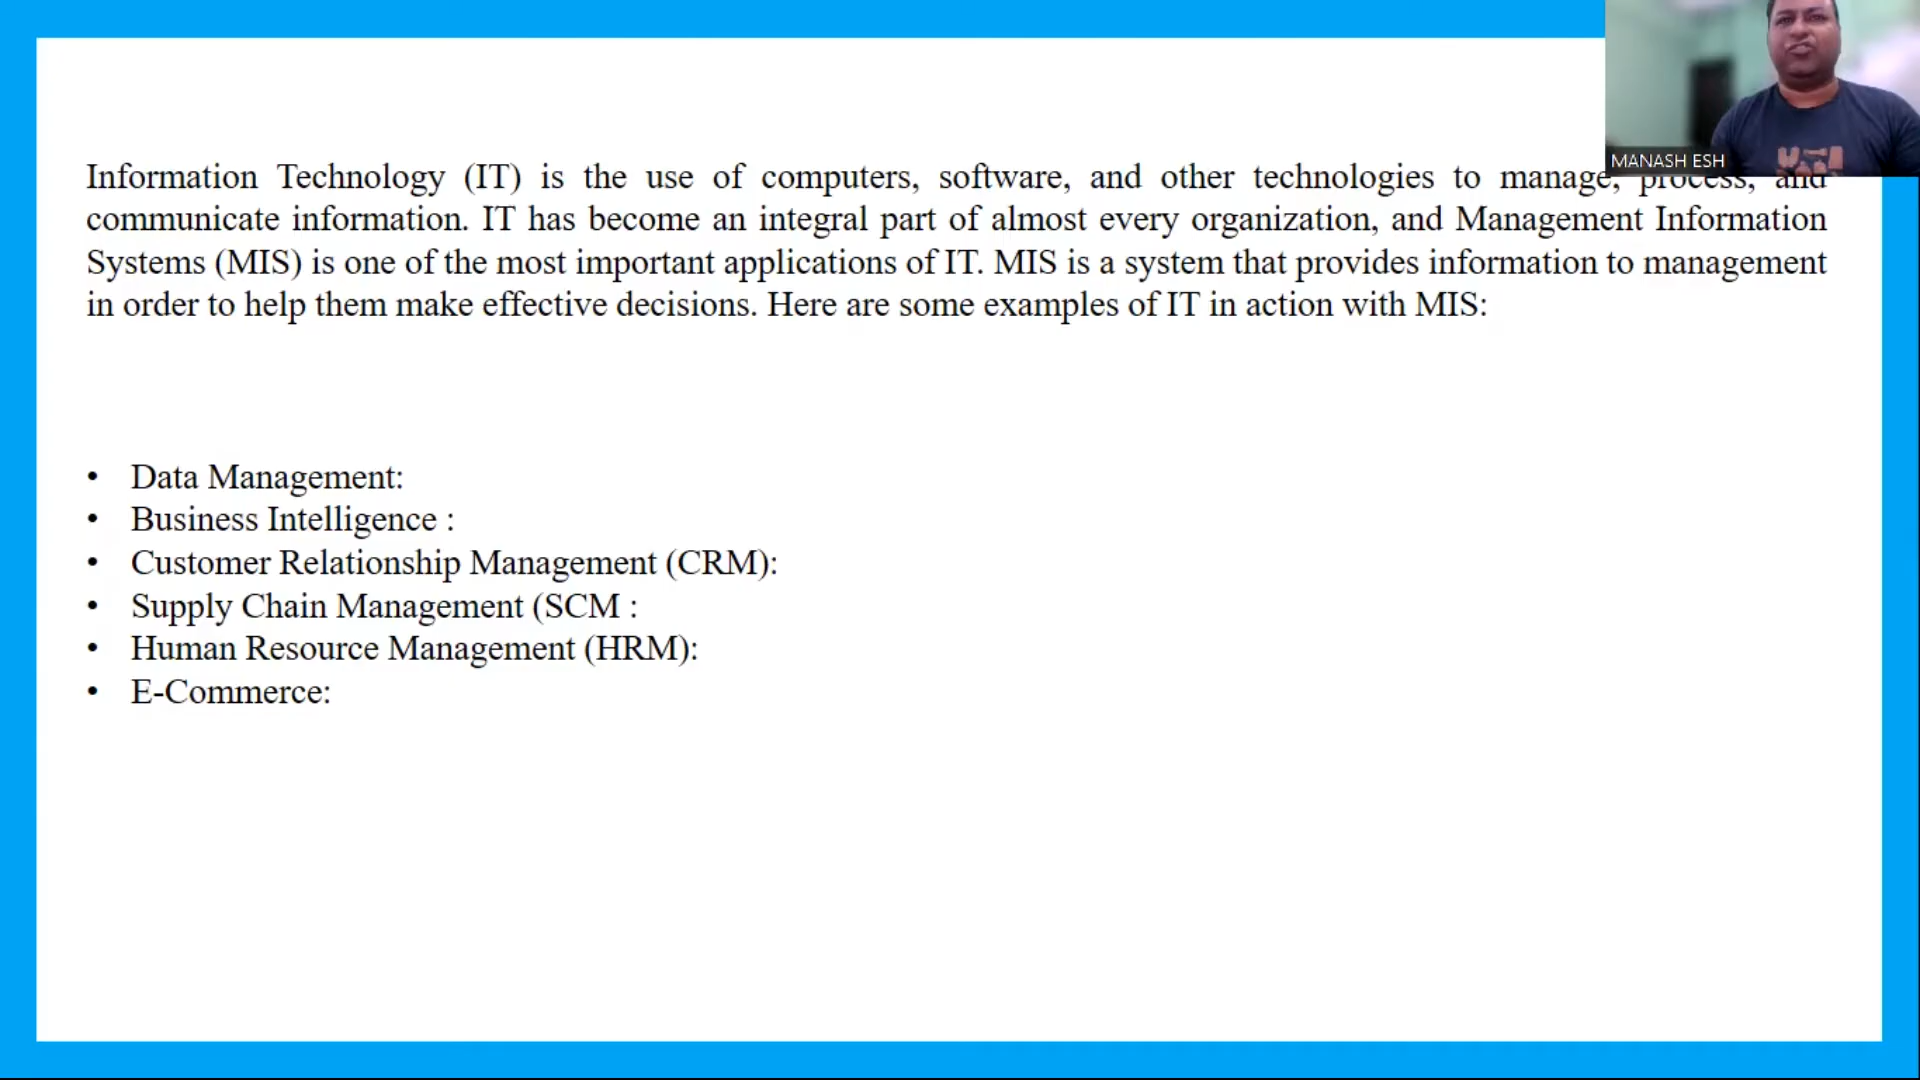 MANASH ESH
Information Technology (IT) is the use of computers, software, and other technologies to manage, process, and
communicate information. IT has become an integral part of almost every organization, and Management Information
Systems (MIS) is one of the most important applications of IT. MIS is a system that provides information to management
in order to help them make effective decisions. Here are some examples of IT in action with MIS:
• Data Management:
• Business Intelligence :
• Customer Relationship Management (CRM):
• Supply Chain Management (SCM :
• Human Resource Management (HRM):
• E-Commerce: